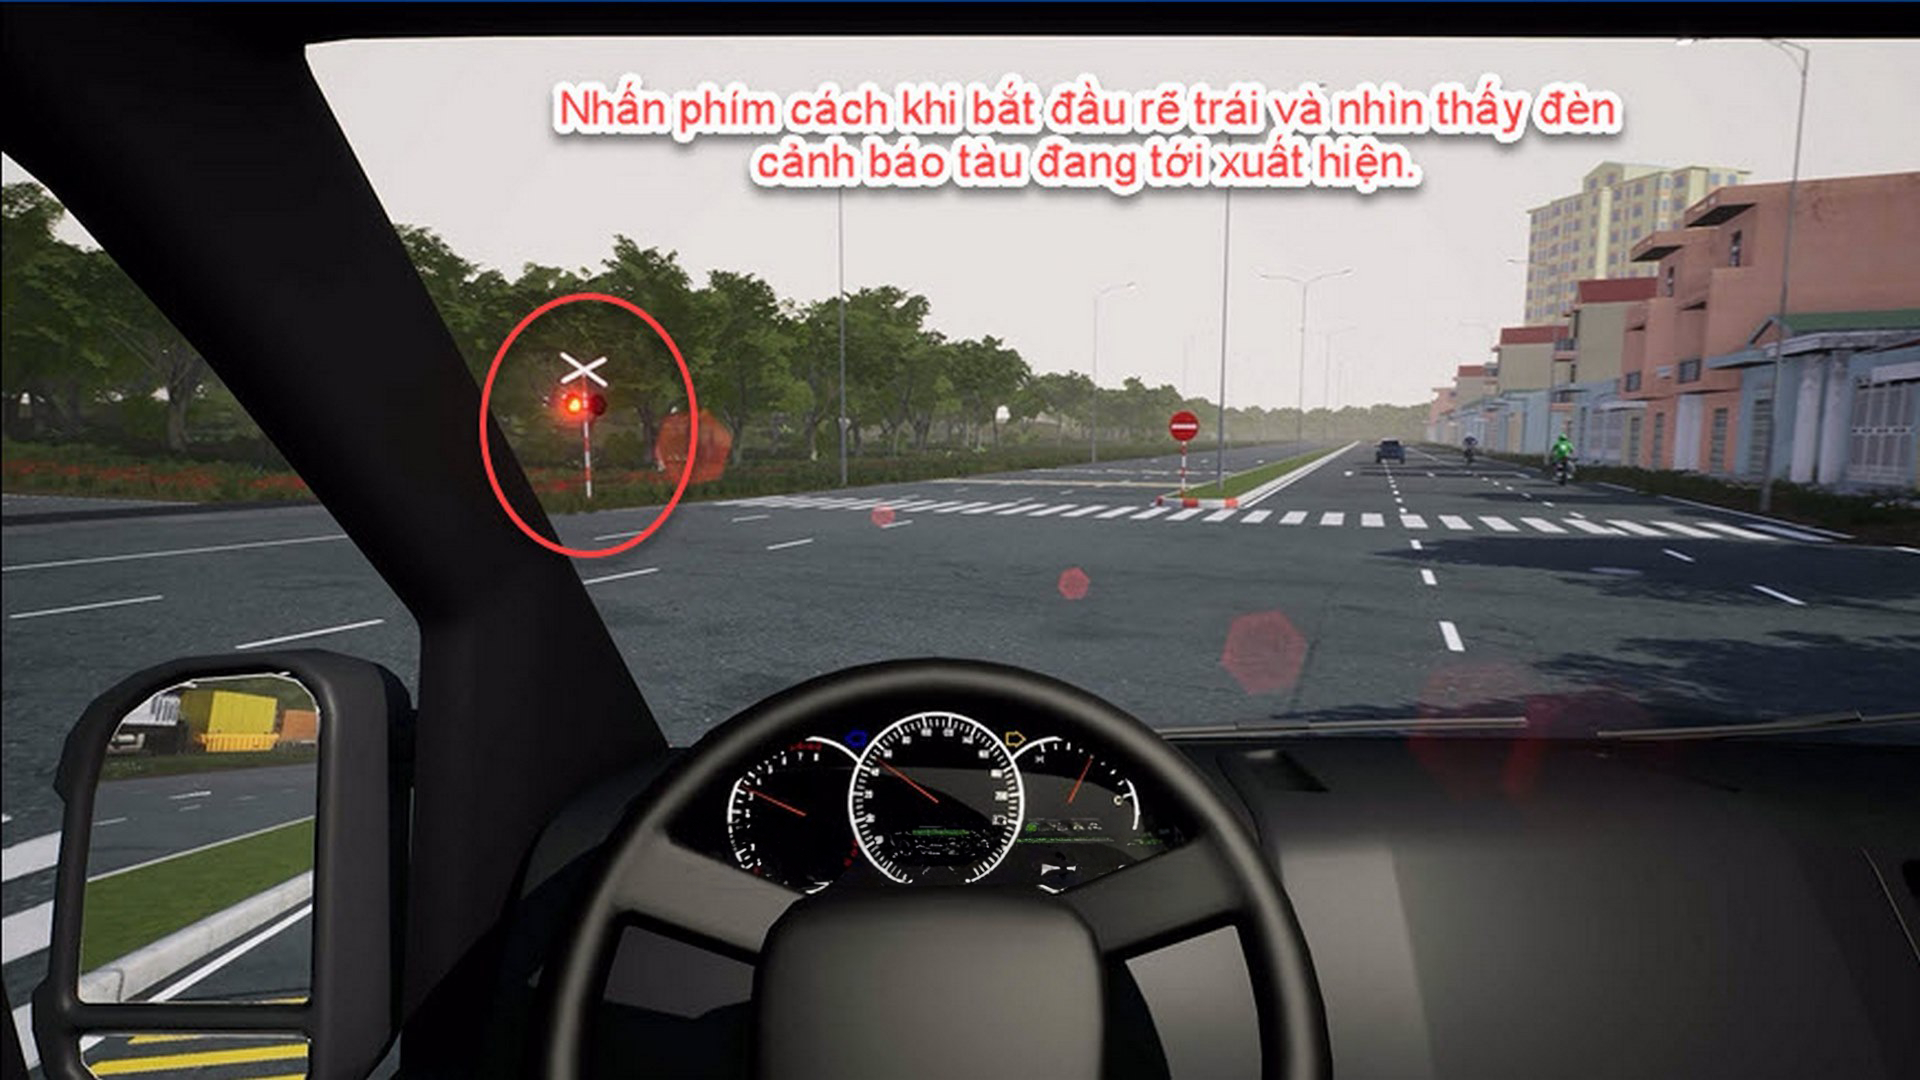 Nhấn phím cách khi bắt đầu rẽ trái và nhìn thấy đèn
cảnh báo tàu đang tới xuất hiện.